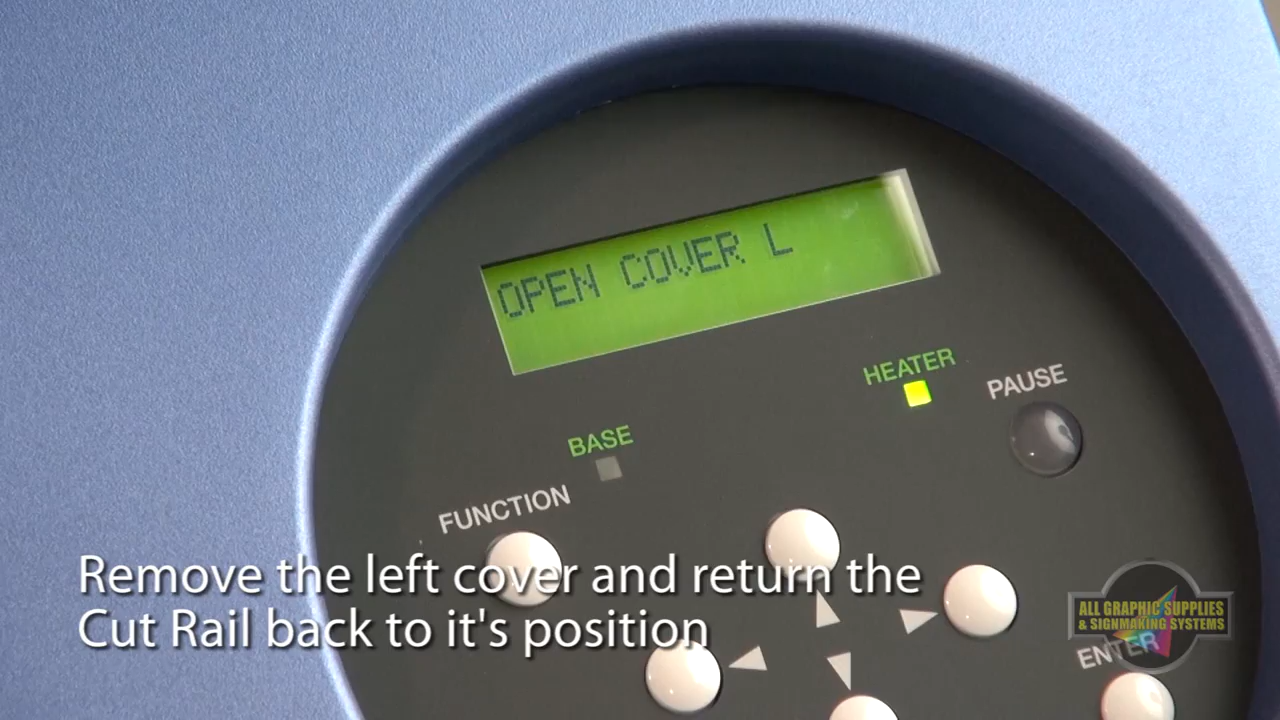 OPEN COVER L
HEATER
PAUSE
BASE
FUNCTION
Remove the left cover and return the
Cut Rail back to it's position
ALL GRAPHIC SUPPLIES
& SIGNMAKING SYSTEMS
ENTER